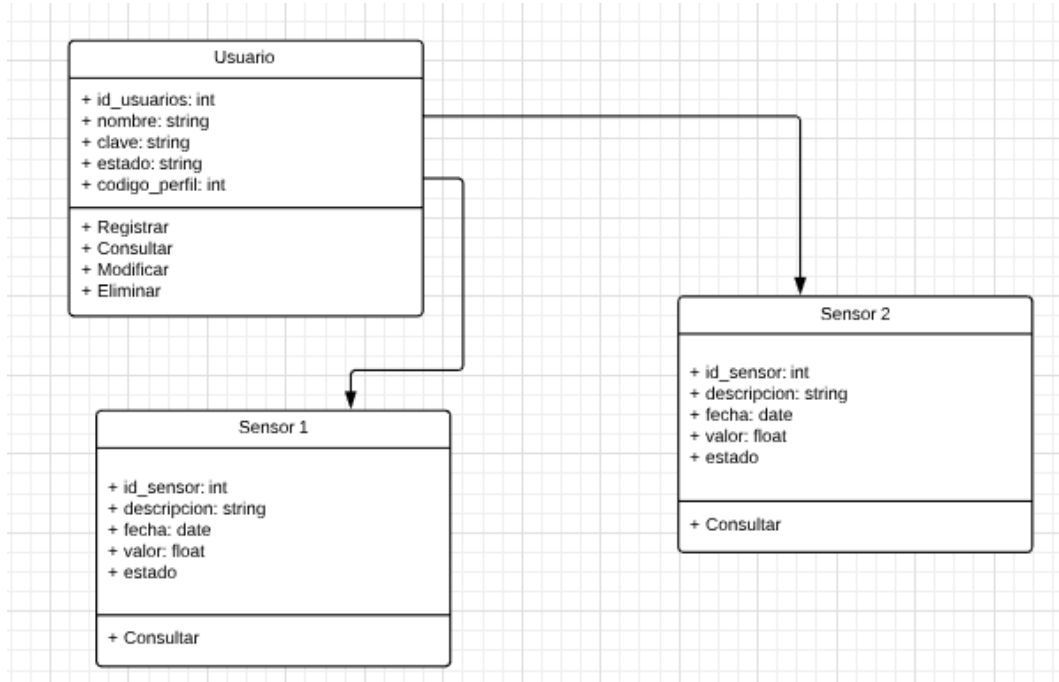 Usuario
+ id_usuarios: int
+ nombre: string
+ clave: string
+ estado: string
+ codigo_perfil: int
+ Registrar
+ Consultar
+ Modificar
+ Eliminar
Sensor 2
+ id_sensor: int
+ descripcion: string
+ fecha: date
+ valor: float
+ estado
+ Consultar
Sensor 1
+ id_sensor: int
+ descripcion: string
+ fecha: date
+ valor: float
+ estado
+ Consultar